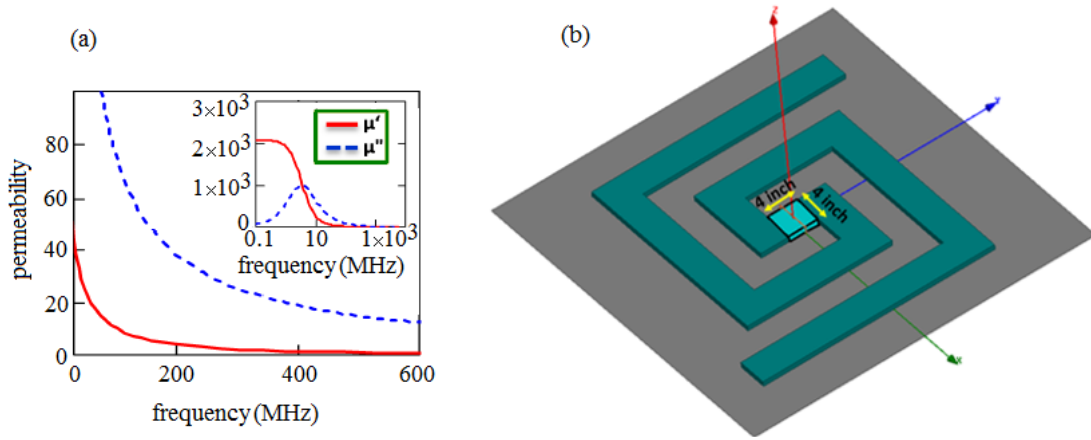 (a)
permeability
80
60
40
20
0
0
200
400
600
frequency (MHz)
3×10³
2×10³
1×10³
0
0.1
10
1×10³
frequency (MHz)
μ′
μ″
(b)
z
4 inch
4 inch
x